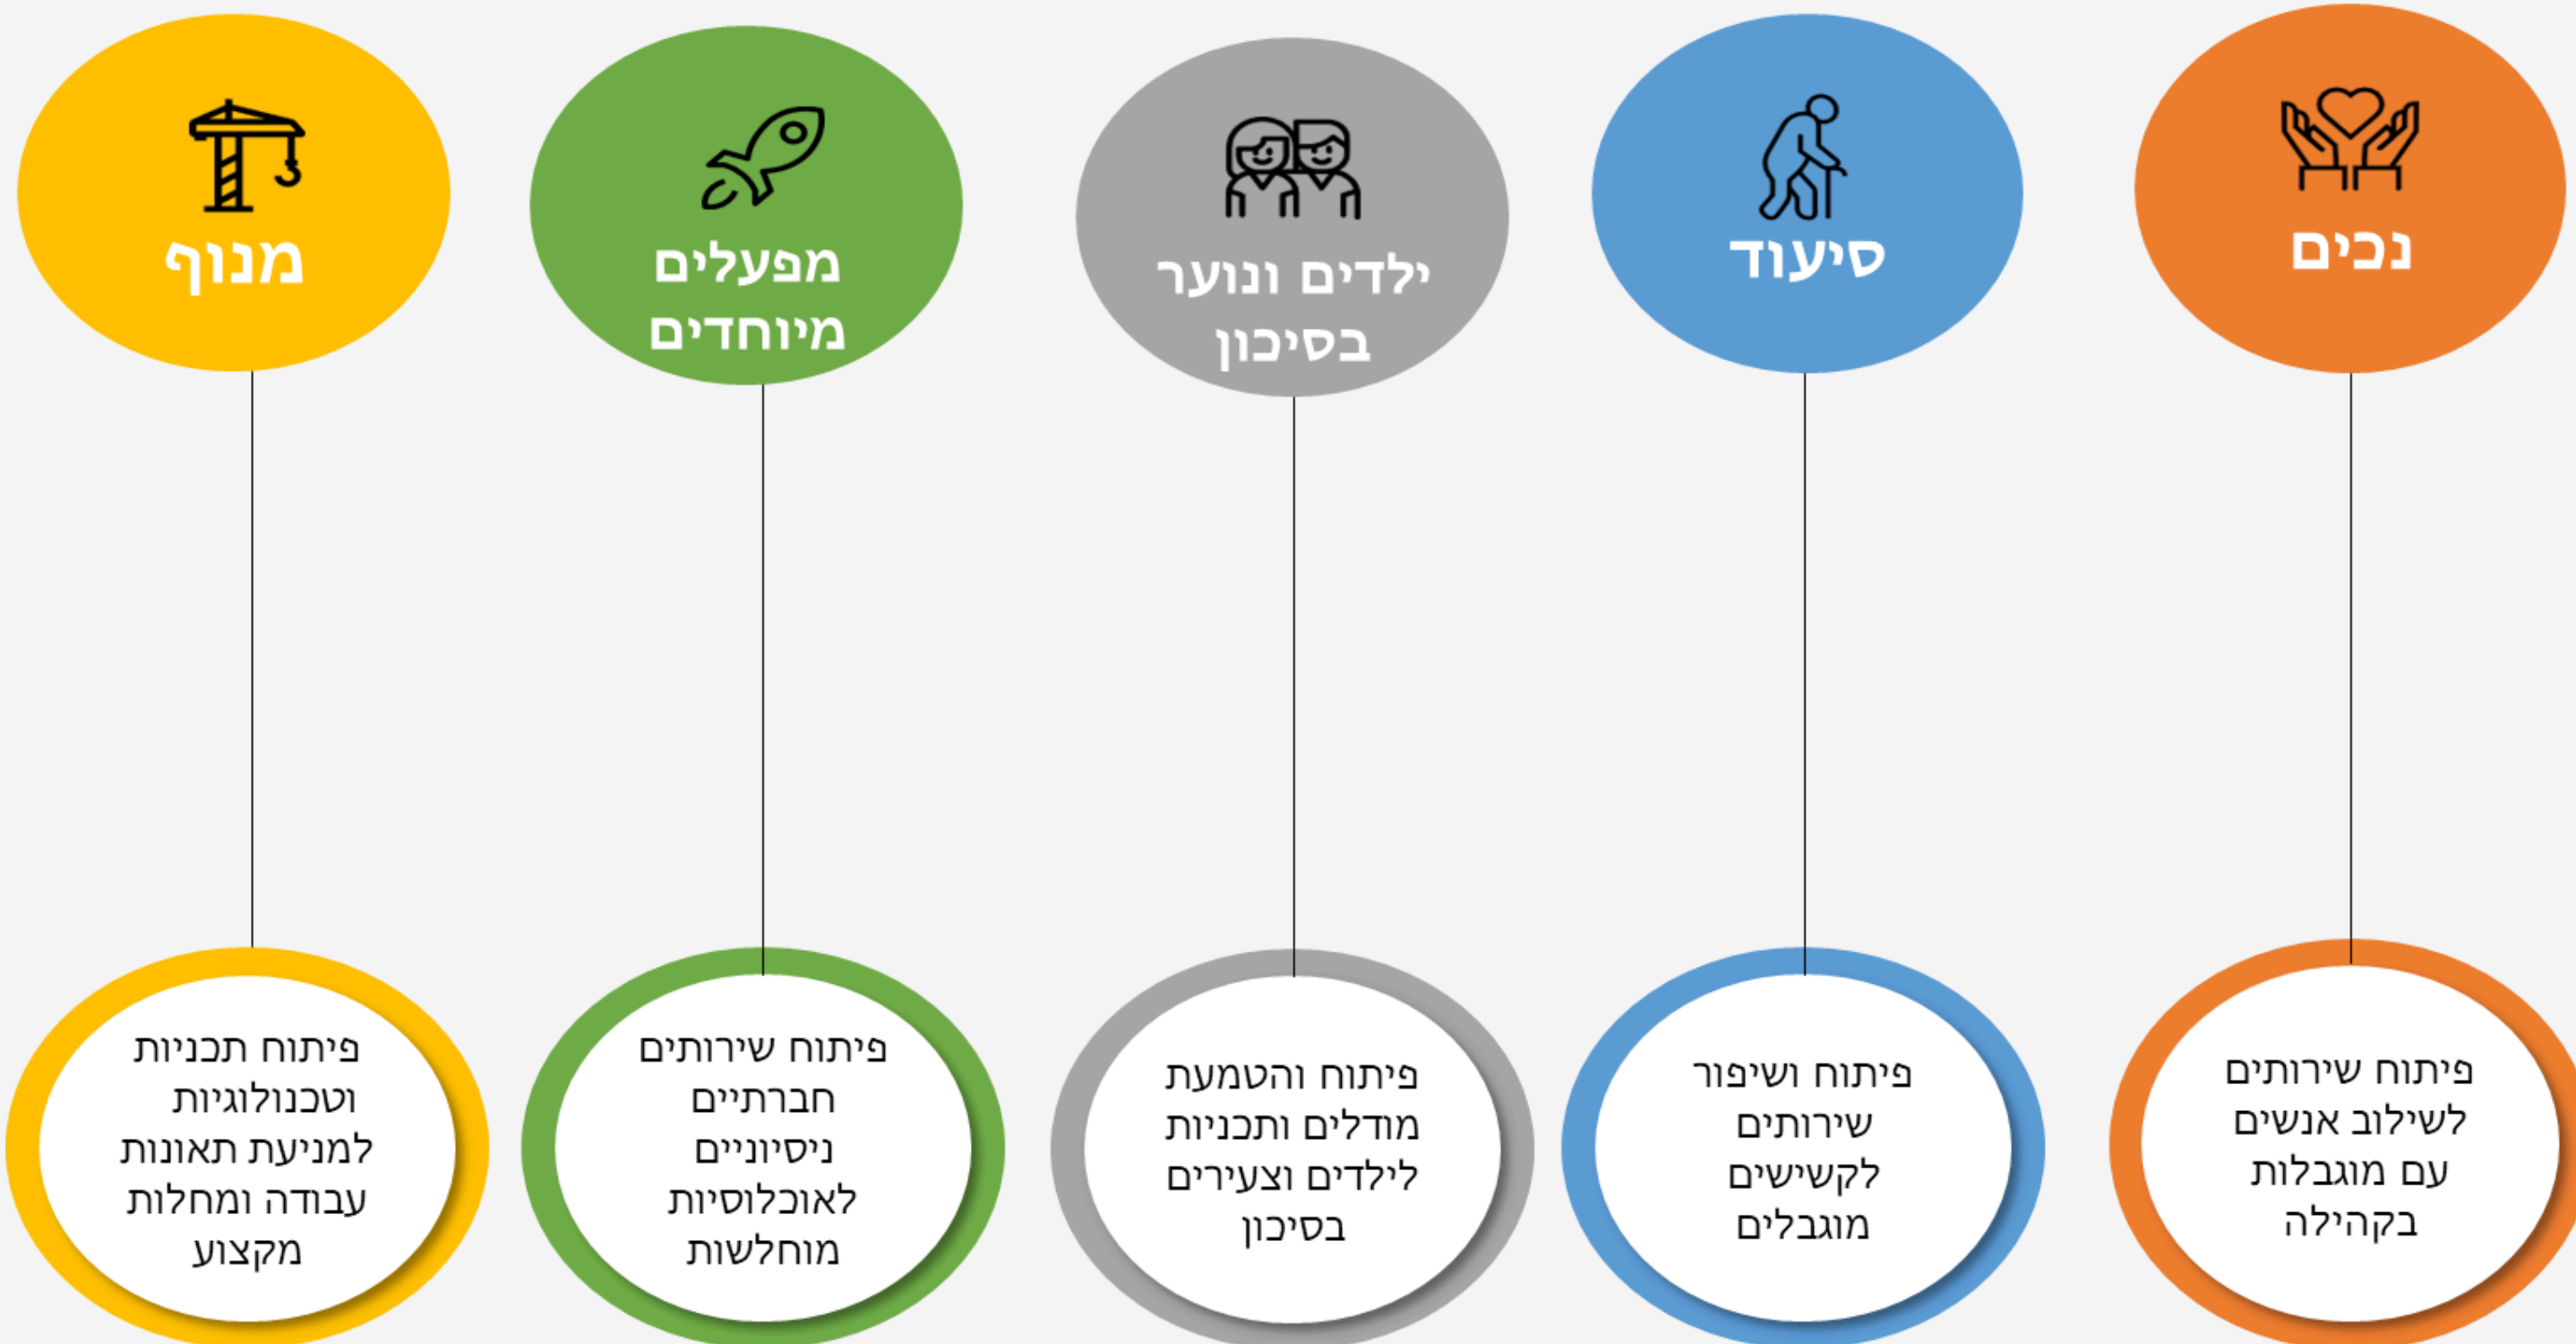 נכים
סיעוד
ילדים ונוער
בסיכון
מפעלים
מיוחדים
מנוף
פיתוח שירותים
לשילוב אנשים
עם מוגבלות
בקהילה
פיתוח ושיפור
שירותים
לקשישים
מוגבלים
פיתוח והטמעת
מודלים ותכניות
לילדים וצעירים
בסיכון
פיתוח שירותים
חברתיים
ניסיוניים
לאוכלוסיות
מוחלשות
פיתוח תכניות
וטכנולוגיות
למניעת תאונות
עבודה ומחלות
מקצוע